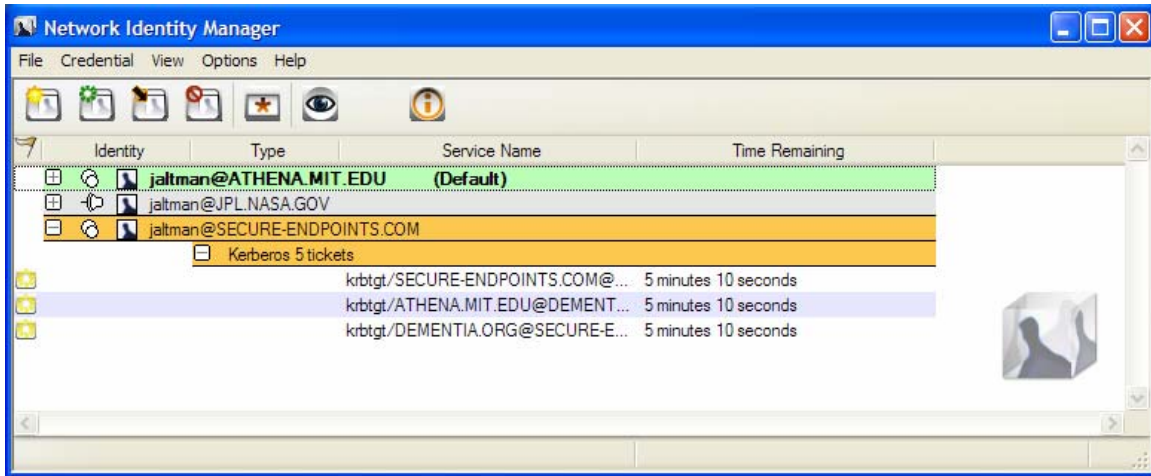 Network Identity Manager
File Credential View Options Help
Identity Type Service Name Time Remaining
jaltman@ATHENA.MIT.EDU (Default)
jaltman@JPL.NASA.GOV
jaltman@SECURE-ENDPOINTS.COM
Kerberos 5 tickets
krbtgt/SECURE-ENDPOINTS.COM@... 5 minutes 10 seconds
krbtgt/ATHENA.MIT.EDU@DEMENT... 5 minutes 10 seconds
krbtgt/DEMENTIA.ORG@SECURE-E... 5 minutes 10 seconds